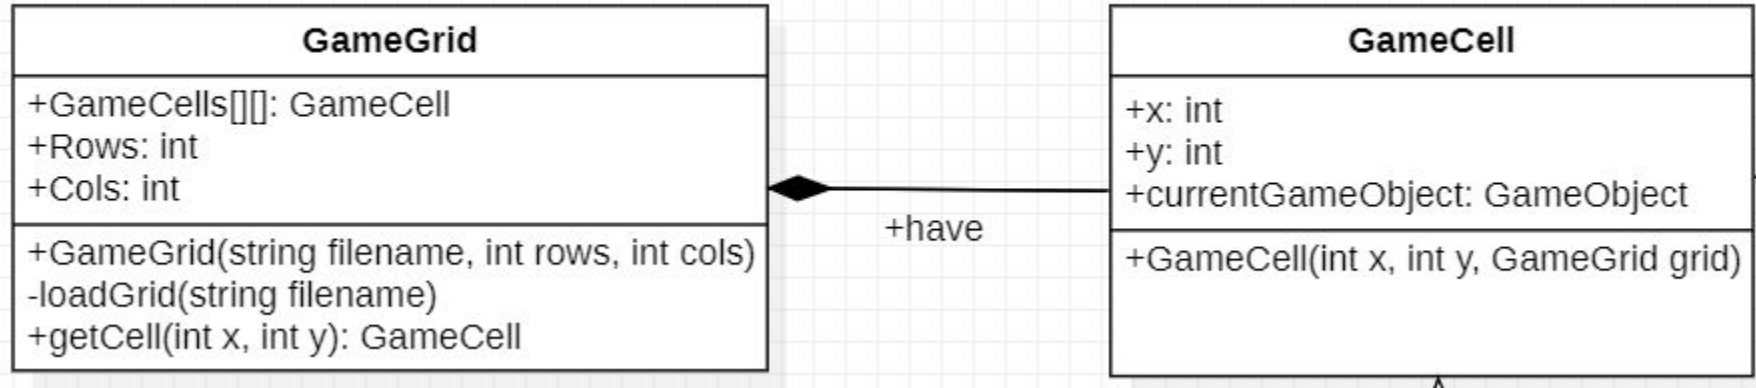 GameGrid
+GameCells[][]: GameCell
+Rows: int
+Cols: int
+GameGrid(string filename, int rows, int cols)
-loadGrid(string filename)
+getCell(int x, int y): GameCell
+have
GameCell
+x: int
+y: int
+currentGameObject: GameObject
+GameCell(int x, int y, GameGrid grid)